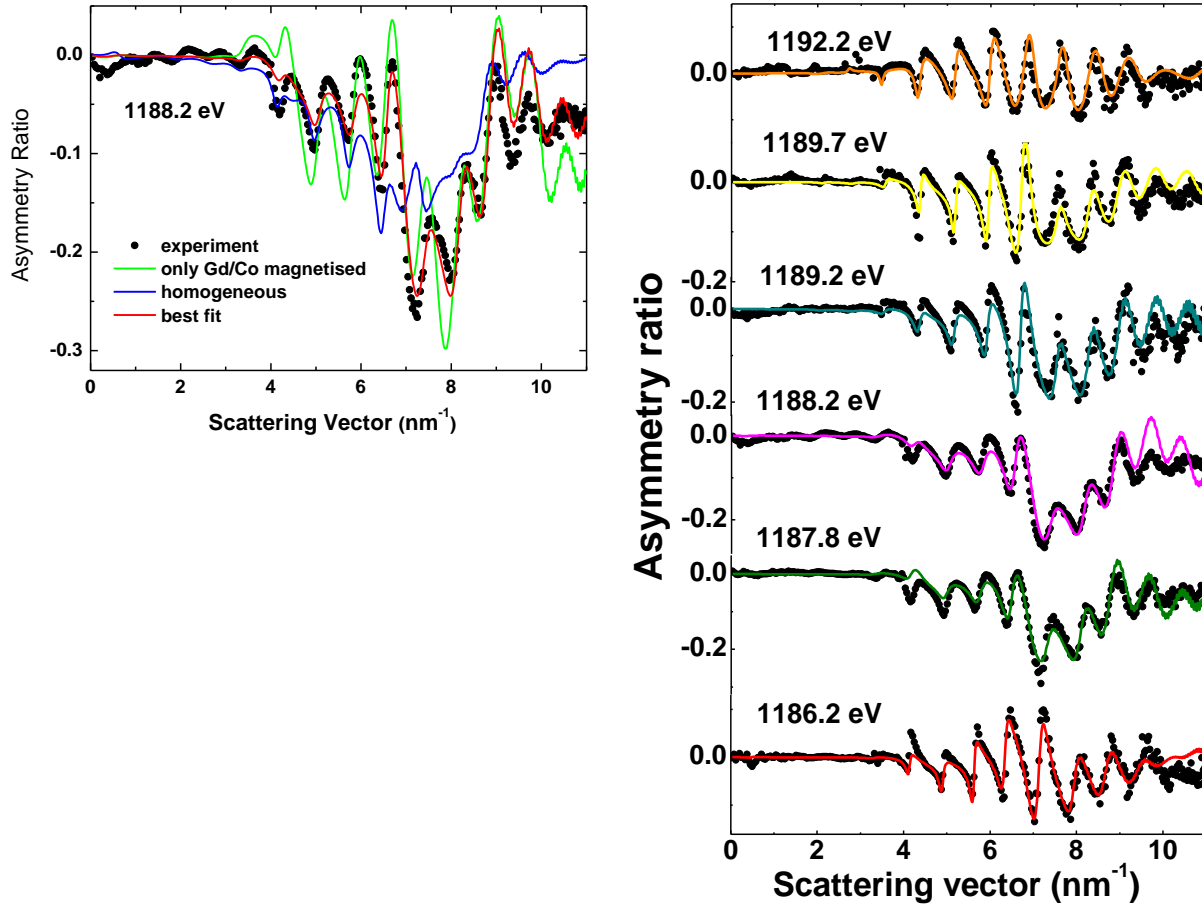 0.0
-0.1
-0.2
-0.3
Asymmetry Ratio
1188.2 eV
experiment
only Gd/Co magnetised
homogeneous
best fit
0 2 4 6 8 10
Scattering Vector (nm-1)
1192.2 eV
0.0
1189.7 eV
0.0
-0.2
1189.2 eV
0.0
-0.2
1188.2 eV
0.0
-0.2
1187.8 eV
0.0
-0.2
1186.2 eV
0.0
Asymmetry ratio
0 2 4 6 8 10
Scattering vector (nm-1)